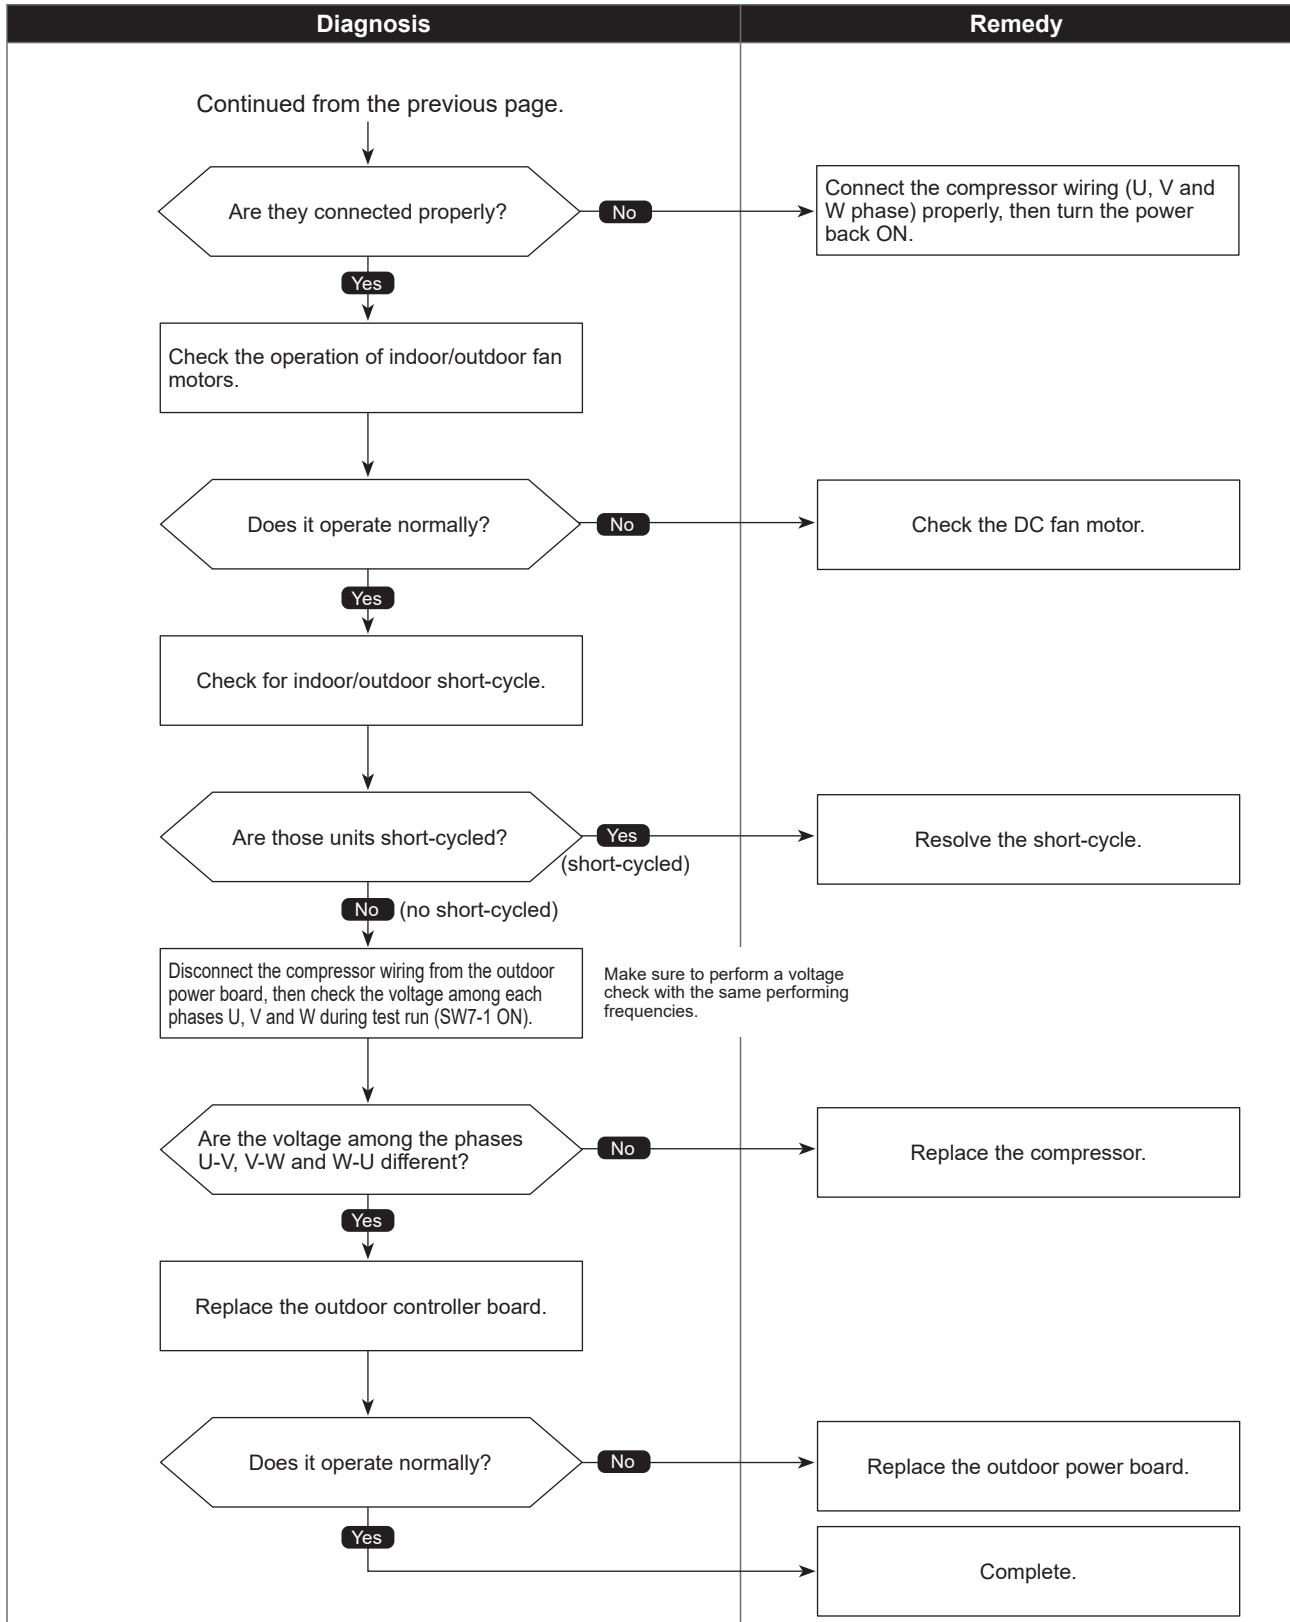 Diagnosis
Remedy
Continued from the previous page.
Are they connected properly?
No
Connect the compressor wiring (U, V and
W phase) properly, then turn the power
back ON.
Yes
Check the operation of indoor/outdoor fan
motors.
Does it operate normally?
No
Check the DC fan motor.
Yes
Check for indoor/outdoor short-cycle.
Are those units short-cycled?
Yes
(short-cycled)
Resolve the short-cycle.
No (no short-cycled)
Disconnect the compressor wiring from the outdoor
power board, then check the voltage among each
phases U, V and W during test run (SW7-1 ON).
Make sure to perform a voltage
check with the same performing
frequencies.
Are the voltage among the phases
U-V, V-W and W-U different?
No
Replace the compressor.
Yes
Replace the outdoor controller board.
Does it operate normally?
No
Replace the outdoor power board.
Yes
Complete.